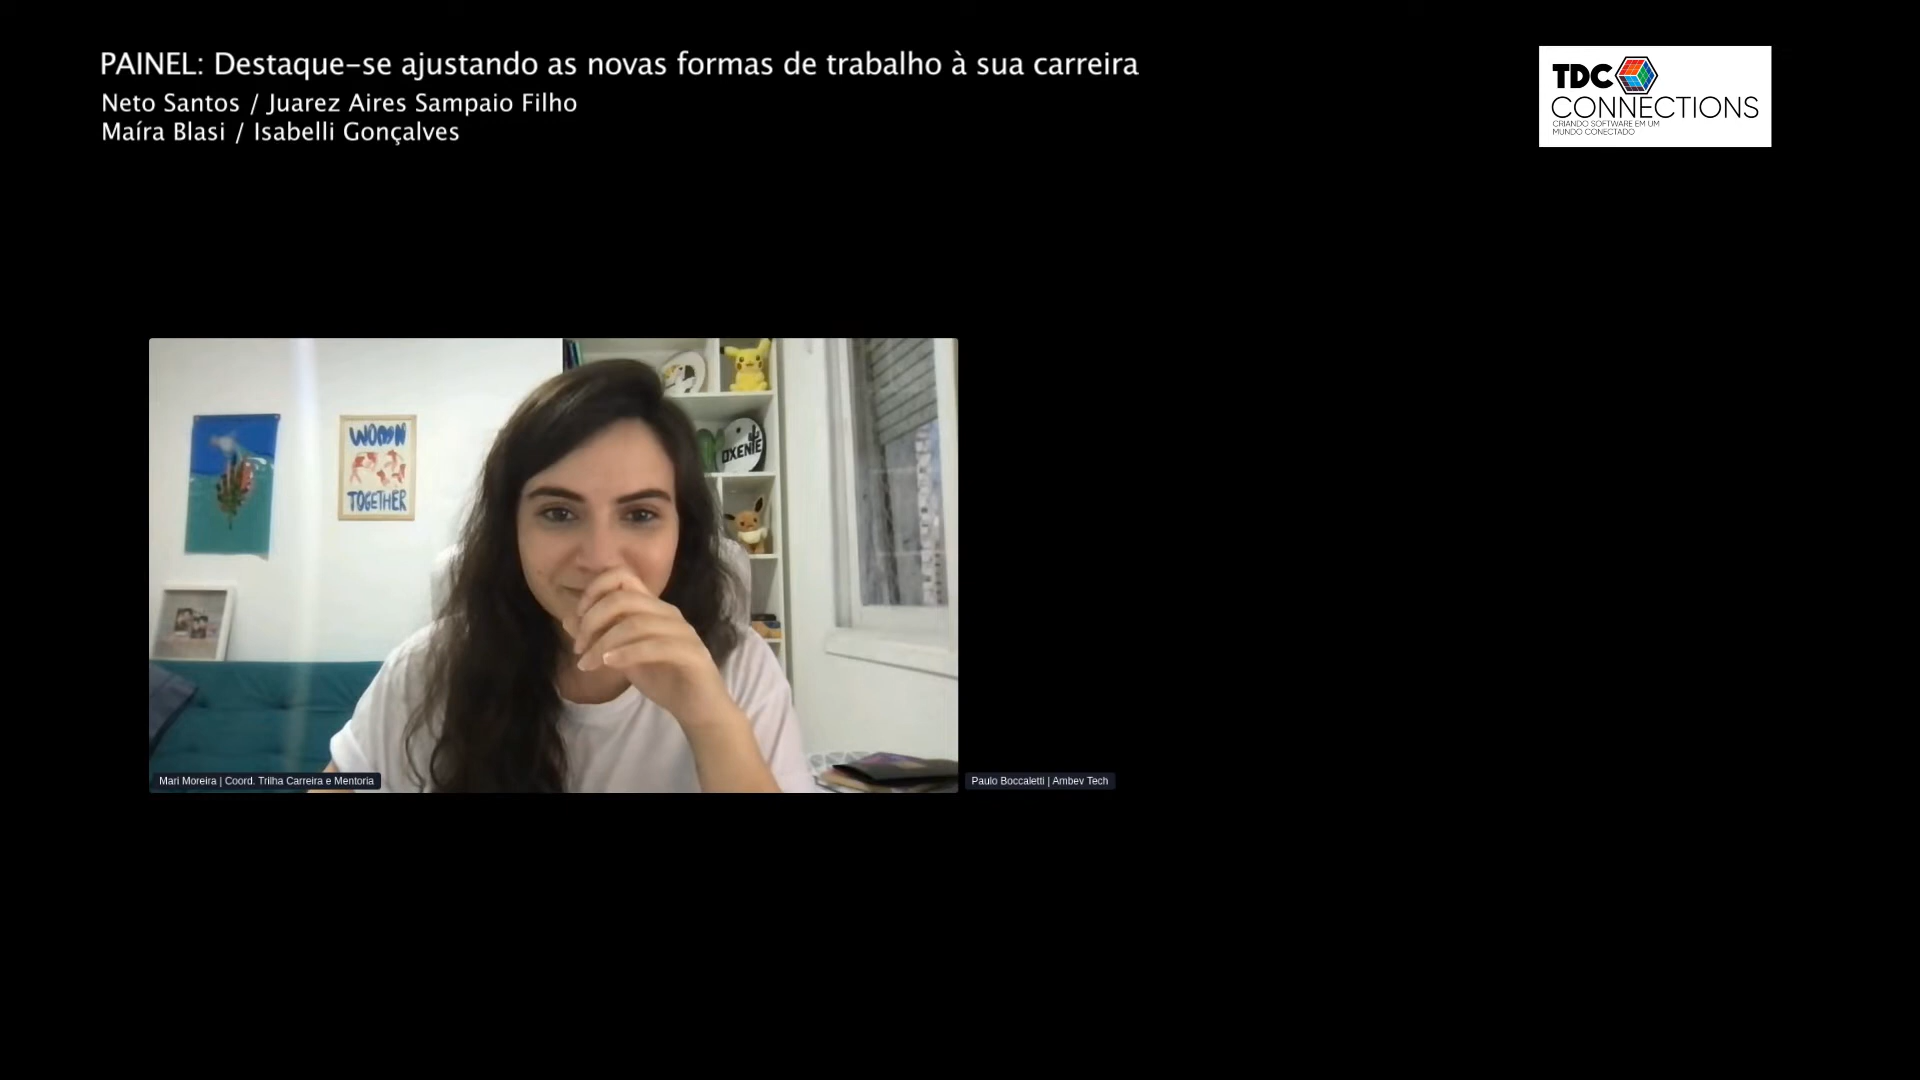 PAINEL: Destaque-se ajustando as novas formas de trabalho à sua carreira
Neto Santos / Juarez Aires Sampaio Filho
Maíra Blasi / Isabelli Gonçalves
TDC
CONNECTIONS
CRIANDO SOFTWARE EM UM
MUNDO CONECTADO
WOMAN
TOGETHER
OXENTE
Mari Moreira | Coord. Trilha Carreira e Mentoria
Paulo Boccaletti | Ambev Tech